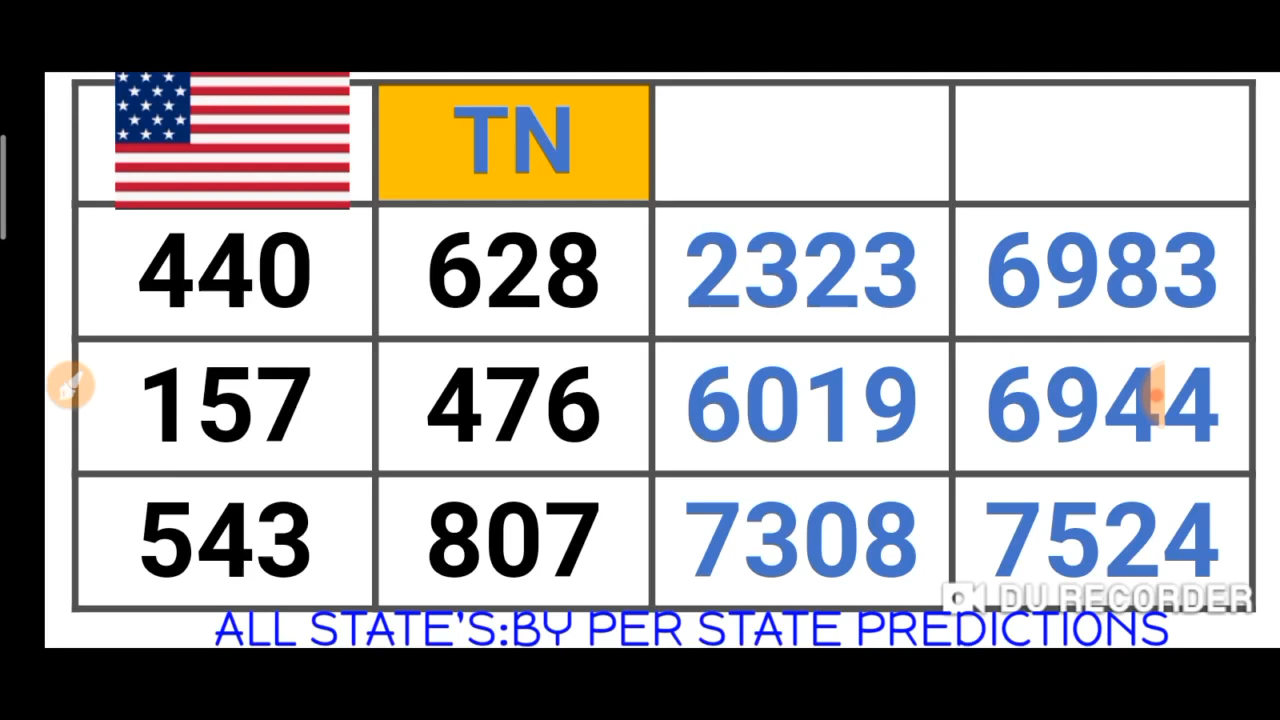 TN
440 628 2323 6983
157 476 6019 6944
543 807 7308 7524
DU RECORDER
ALL STATE'S:BY PER STATE PREDICTIONS